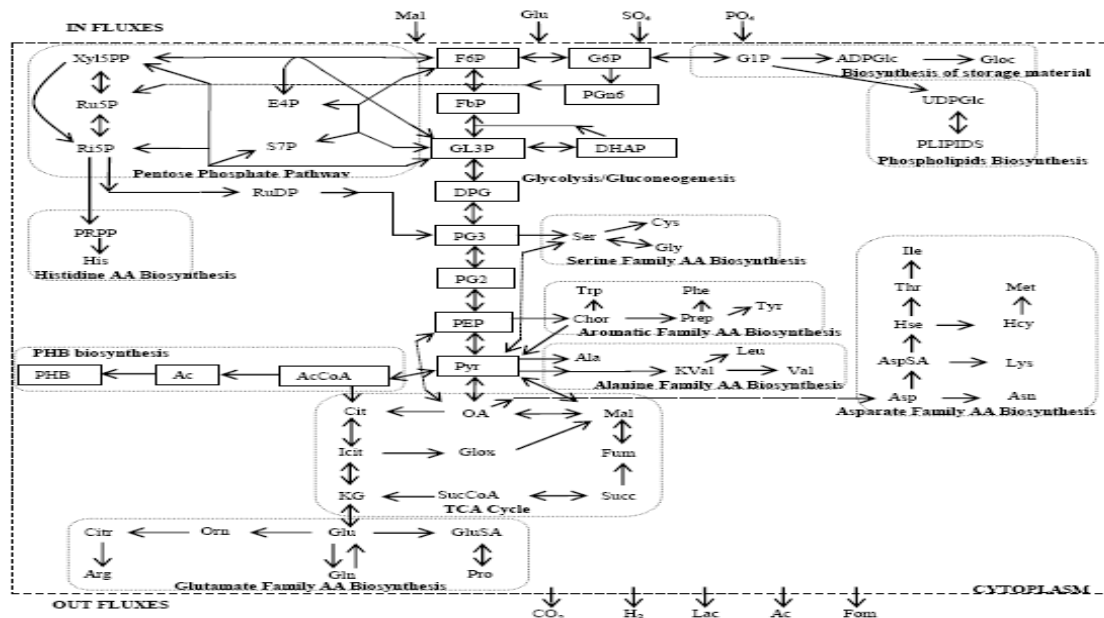 IN FLUXES
Mal Glu SO₄ PO₄
Xyl5PP F6P G6P G1P ADPGlc Gloc
Biosynthesis of storage material
Ru5P E4P FbP PGn6 UDPGlc
Ri5P S7P GL3P DHAP PLIPIDS
Pentose Phosphate Pathway
Phospholipids Biosynthesis
Glycolysis/Gluconeogenesis
RuDP DPG
PRPP PG3 Ser Cys
Gly
His
Histidine AA Biosynthesis
Serine Family AA Biosynthesis
PG2
Ile
Trp Phe Thr Met
PEP Chor Prep Tyr
Aromatic Family AA Biosynthesis
Hse Hcy
PHB biosynthesis
Pyr Ala Leu
KVal Val
Alanine Family AA Biosynthesis
AspSA Lys
PHB Ac AcCoA
Asp Asn
Asparate Family AA Biosynthesis
Cit OA Mal
Icit Glox Fum
KG SucCoA Succ
TCA Cycle
Citr Orn Glu GluSA
Arg Gln Pro
Glutamate Family AA Biosynthesis
CYTOPLASM
OUT FLUXES
CO₂ H₂ Lac Ac Fom